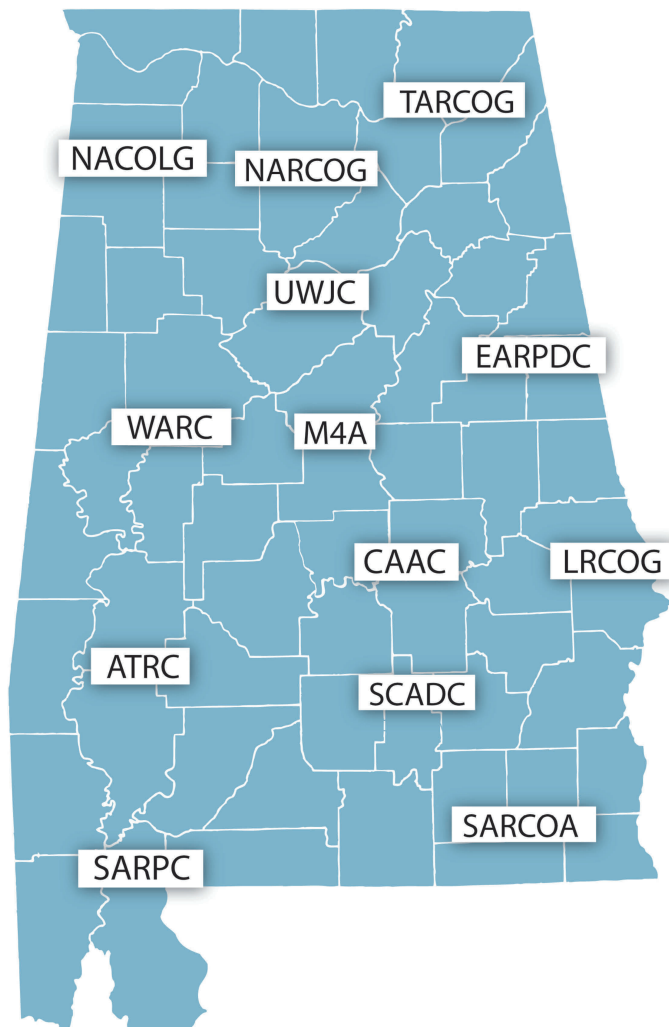 TARCOG
NACOLG
NARCOG
UWJC
EARPDC
WARC
M4A
CAAC
LRCOG
ATRC
SCADC
SARCOA
SARPC